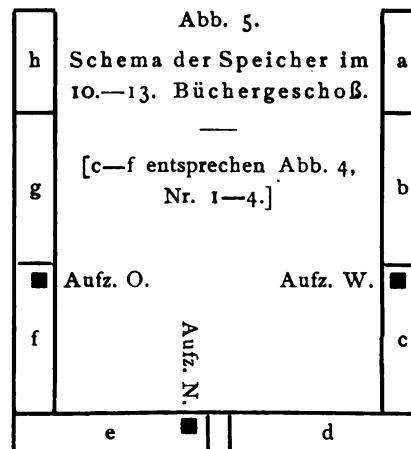 Abb. 5.
h
Schema der Speicher im
a
10.—13. Büchergeschoß.
[c—f entsprechen Abb. 4,
g
b
Nr. 1—4.]
Aufz. O.
Aufz. W.
f
Aufz. N.
c
e
d